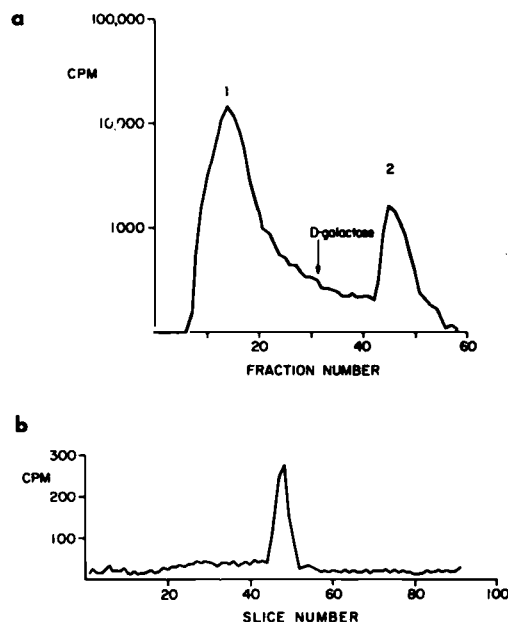 a
100,000
CPM
1
10,000
2
1000
D-galactose
20
40
60
FRACTION NUMBER
b
300
CPM
200
100
20
40
60
80
100
SLICE NUMBER